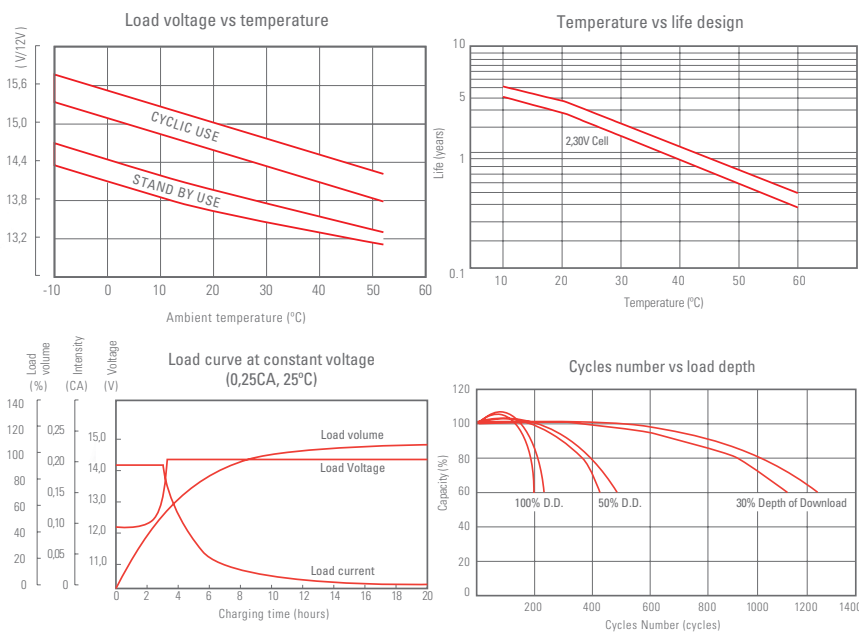 Load voltage vs temperature
( V/12V)
15,6
15,0
14,4
13,8
13,2
CYCLIC USE
STAND BY USE
-10 0 10 20 30 40 50 60
Ambient temperature (ºC)
Temperature vs life design
10
5
1
0.1
Life (years)
2,30V Cell
10 20 30 40 50 60
Temperature (ºC)
Load curve at constant voltage
(0,25CA, 25ºC)
Load volume (%)
Intensity (CA)
Voltage (V)
140
120
100
80
60
40
20
0
0,25
0,20
0,15
0,10
0,05
0
15,0
14,0
13,0
12,0
11,0
Load volume
Load Voltage
Load current
0 2 4 6 8 10 12 14 16 18 20
Charging time (hours)
Cycles number vs load depth
120
100
80
60
40
20
0
Capacity (%)
100% D.D. 50% D.D. 30% Depth of Download
200 400 600 800 1000 1200 1400
Cycles Number (cycles)